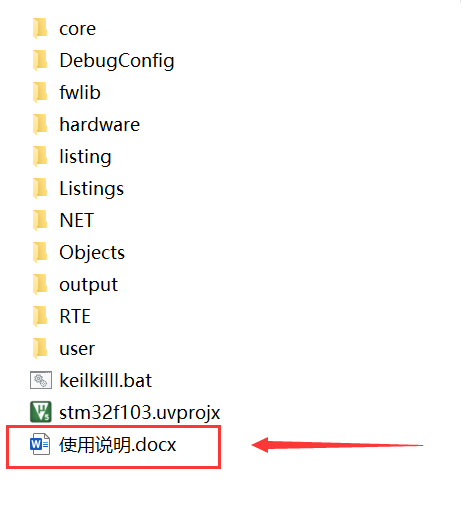 core
DebugConfig
fwlib
hardware
listing
Listings
NET
Objects
output
RTE
user
keilkilll.bat
stm32f103.uvprojx
使用说明.docx